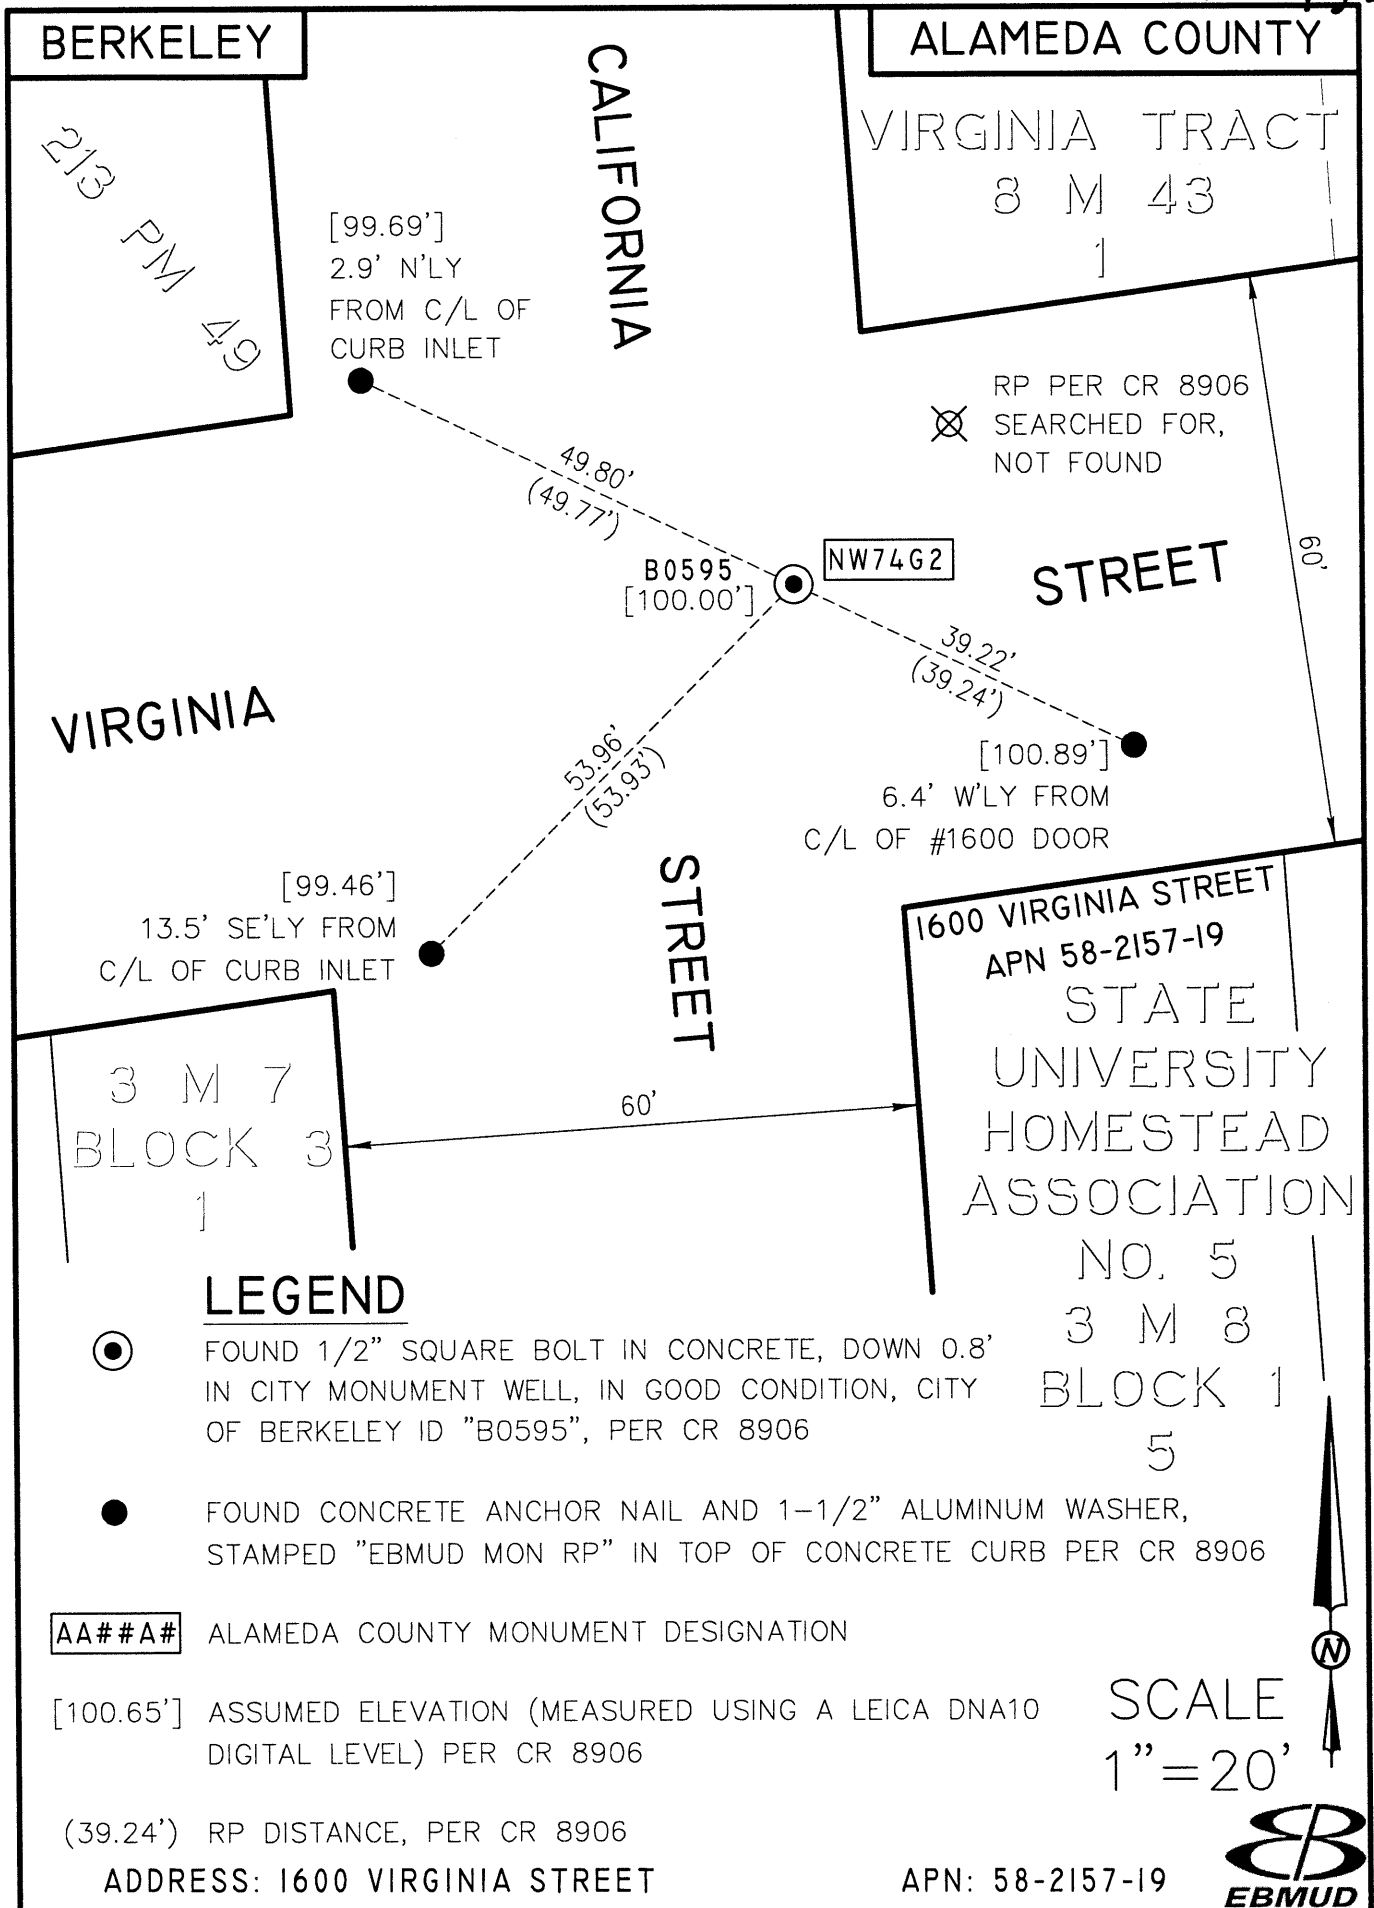 BERKELEY
ALAMEDA COUNTY
CALIFORNIA
STREET
VIRGINIA
STREET
213 PM 49
VIRGINIA TRACT
8 M 43
1
[99.69']
2.9' N'LY
FROM C/L OF
CURB INLET
RP PER CR 8906
SEARCHED FOR,
NOT FOUND
49.80'
(49.77')
B0595
[100.00']
NW74G2
60'
39.22'
(39.24')
53.96'
(53.93')
[100.89']
6.4' W'LY FROM
C/L OF #1600 DOOR
[99.46']
13.5' SE'LY FROM
C/L OF CURB INLET
1600 VIRGINIA STREET
APN 58-2157-19
STATE
UNIVERSITY
HOMESTEAD
ASSOCIATION
NO. 5
3 M 8
BLOCK 1
5
3 M 7
BLOCK 3
1
60'
LEGEND
FOUND 1/2" SQUARE BOLT IN CONCRETE, DOWN 0.8'
IN CITY MONUMENT WELL, IN GOOD CONDITION, CITY
OF BERKELEY ID "B0595", PER CR 8906
FOUND CONCRETE ANCHOR NAIL AND 1-1/2" ALUMINUM WASHER,
STAMPED "EBMUD MON RP" IN TOP OF CONCRETE CURB PER CR 8906
AA##A# ALAMEDA COUNTY MONUMENT DESIGNATION
[100.65'] ASSUMED ELEVATION (MEASURED USING A LEICA DNA10
DIGITAL LEVEL) PER CR 8906
(39.24') RP DISTANCE, PER CR 8906
N
SCALE
1"=20'
ADDRESS: 1600 VIRGINIA STREET
APN: 58-2157-19
EBMUD